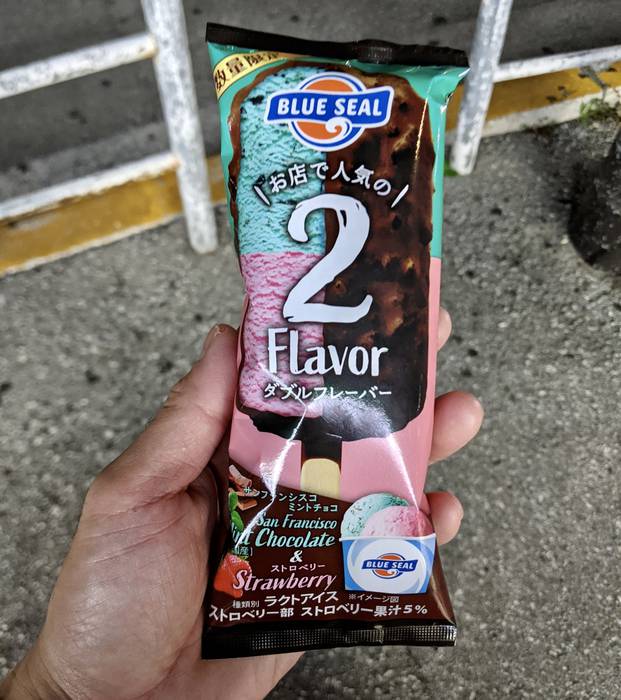 数量限定
BLUE SEAL
お店で人気の
2
Flavor
ダブルフレーバー
サンフランシスコ
ミントチョコ
San Francisco
Chocolate
&
ストロベリー
Strawberry
BLUE SEAL
種類別 ラクトアイス ※イメージ図
ストロベリー部 ストロベリー果汁5%